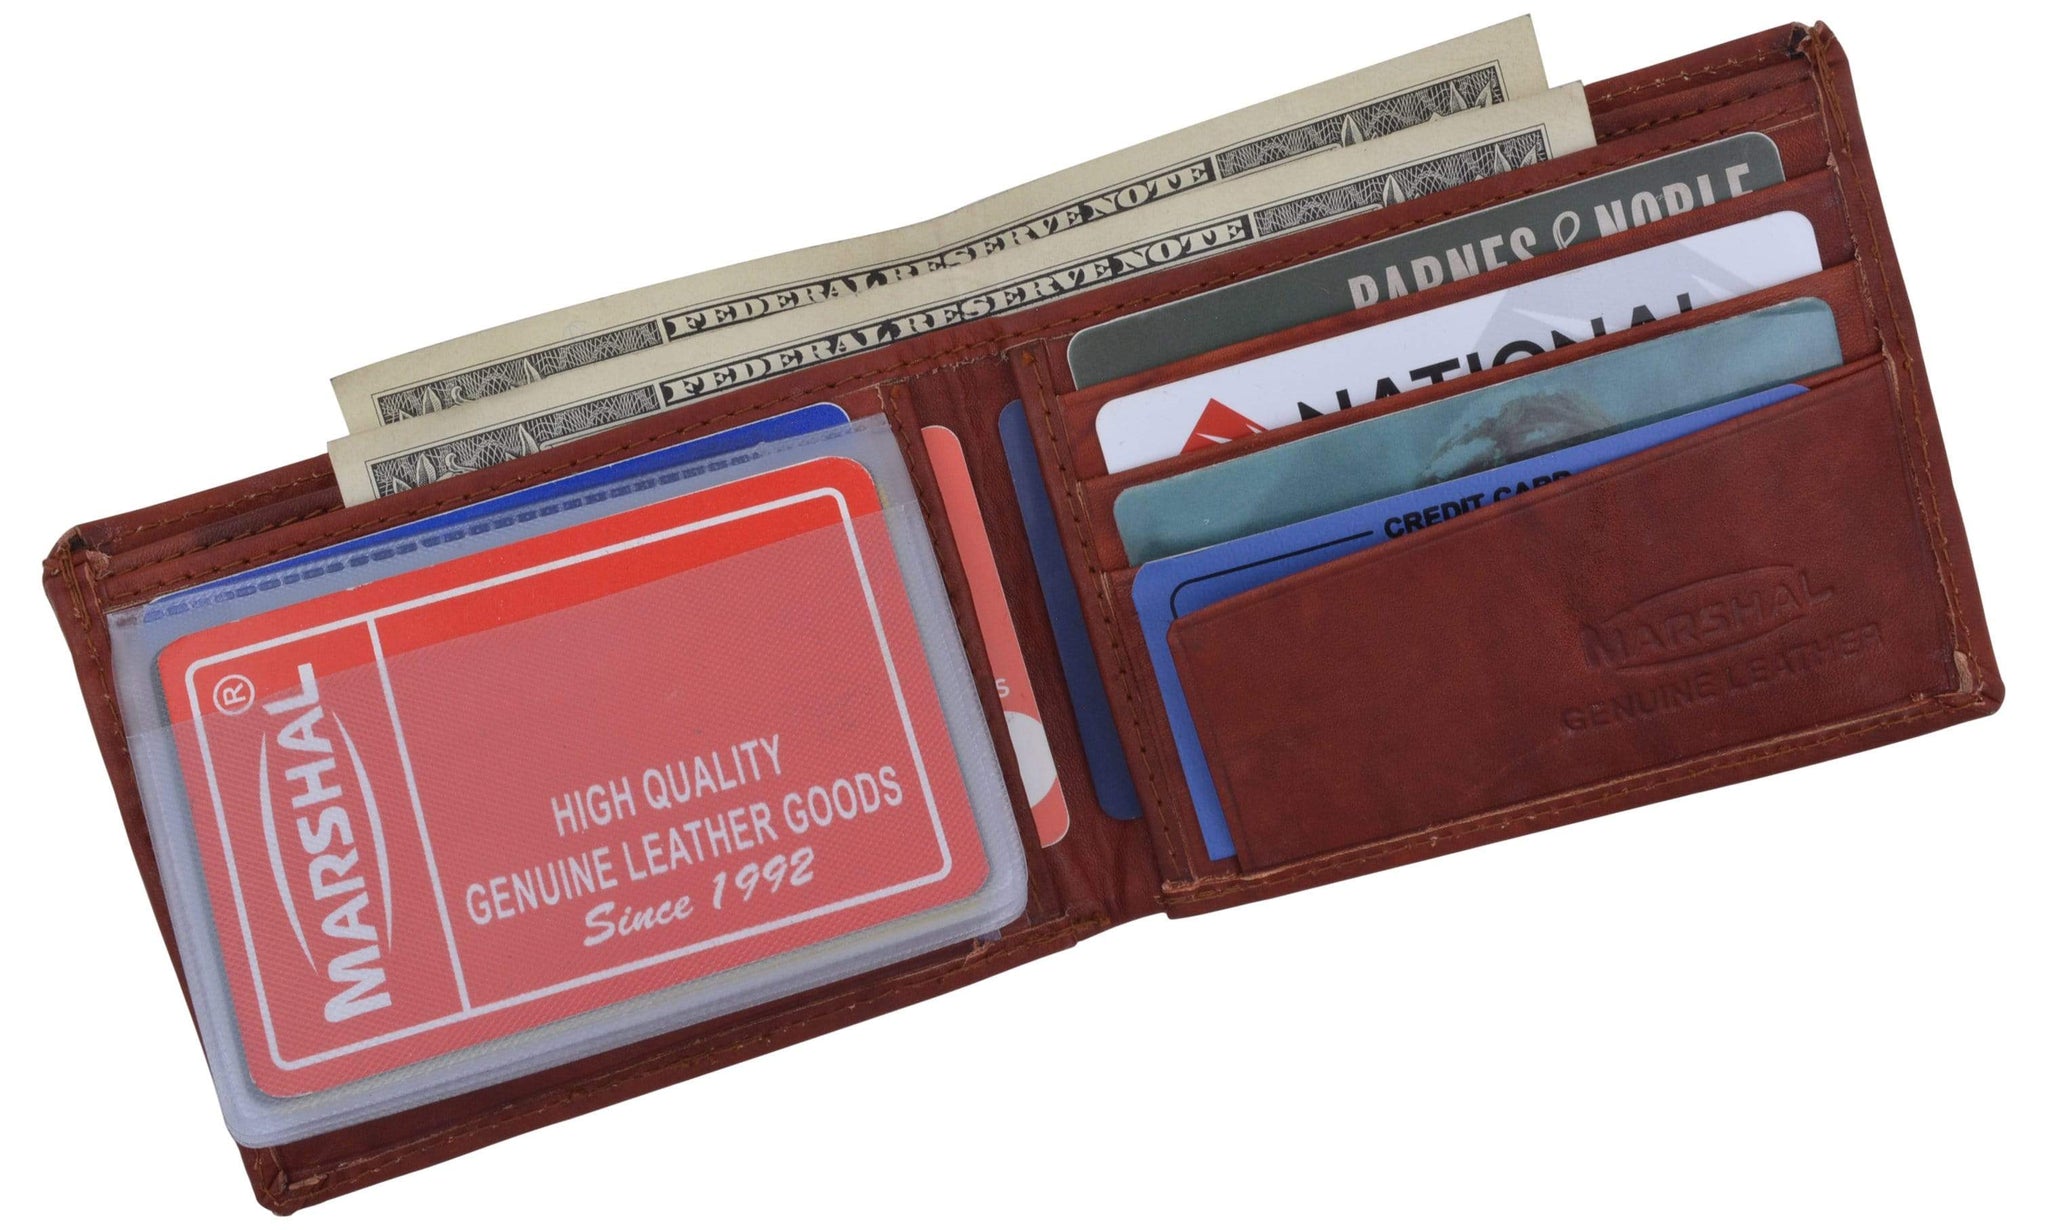 FEDERAL RESERVE NOTE
FEDERAL RESERVE NOTE
BARNES & NOBLE
NATIONAL
CREDIT CARD
MARSHAL
GENUINE LEATHER
MARSHAL®
HIGH QUALITY
GENUINE LEATHER GOODS
Since 1992
S